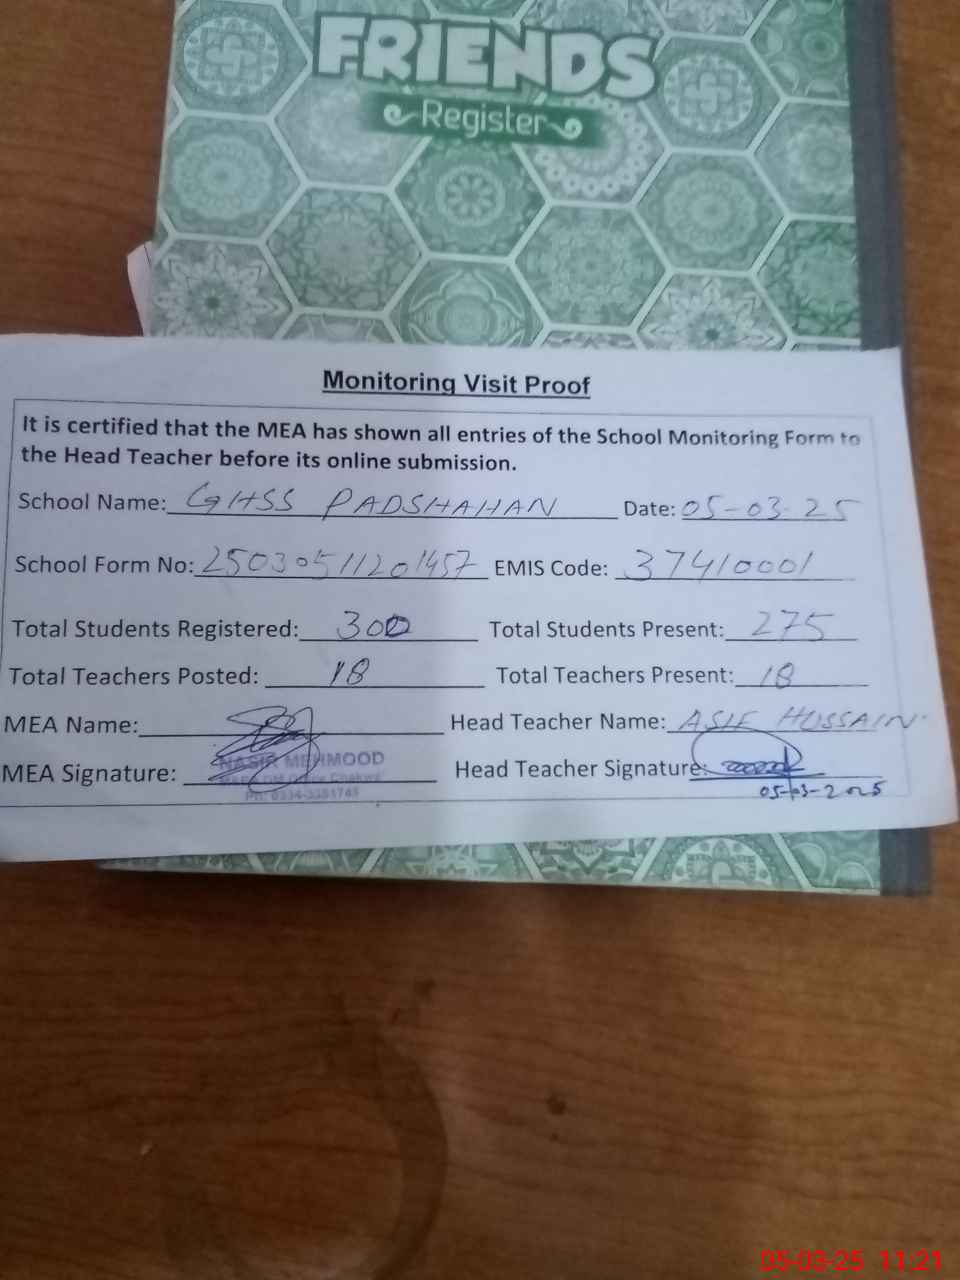 FRIENDS
Register
Monitoring Visit Proof
It is certified that the MEA has shown all entries of the School Monitoring Form to
the Head Teacher before its online submission.
School Name: GHSS PADSHAHAN Date: 05-03-25
School Form No: 25030511201457 EMIS Code: 37410001
Total Students Registered: 300 Total Students Present: 275
Total Teachers Posted: 18 Total Teachers Present: 18
MEA Name: Head Teacher Name: ASIF HUSSAIN
NASIR MEHMOOD
MEA Signature: Head Teacher Signature:
05-03-2025
05-03-25 11:21